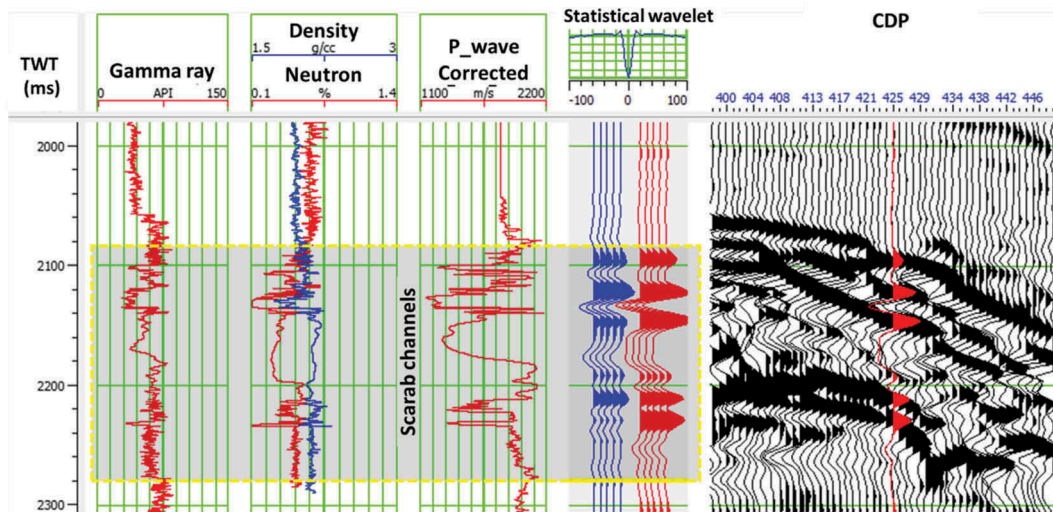 TWT
(ms)
Gamma ray
0 API 150
Density
1.5 g/cc 3
Neutron
0.1 % 1.4
P_wave
Corrected
1100 m/s 2200
Statistical wavelet
-100 0 100
CDP
400 404 408 413 417 421 425 429 434 438 442 446
2000
2100
2200
2300
Scarab channels